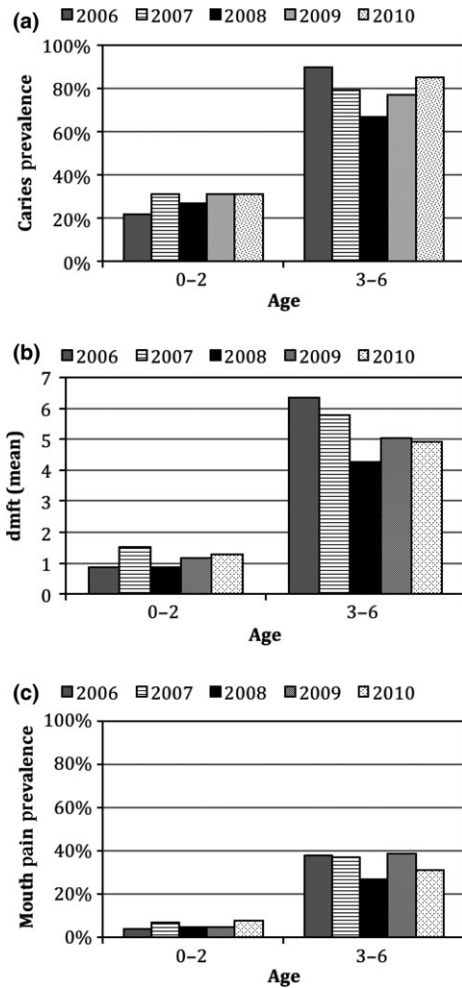 (a) 2006 2007 2008 2009 2010
Caries prevalence
100%
80%
60%
40%
20%
0%
0–2 3–6
Age
(b) 2006 2007 2008 2009 2010
dmft (mean)
7
6
5
4
3
2
1
0
0–2 3–6
Age
(c) 2006 2007 2008 2009 2010
Mouth pain prevalence
100%
80%
60%
40%
20%
0%
0–2 3–6
Age